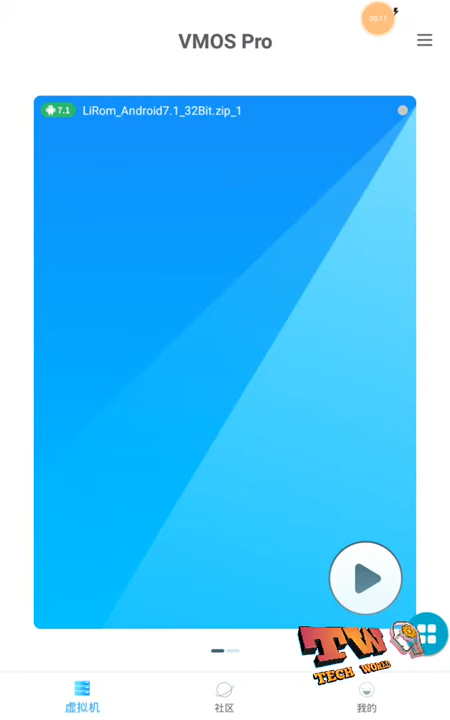 00:17
VMOS Pro
7.1 LiRom_Android7.1_32Bit.zip_1
TW
TECH WORLD
虚拟机 社区 我的